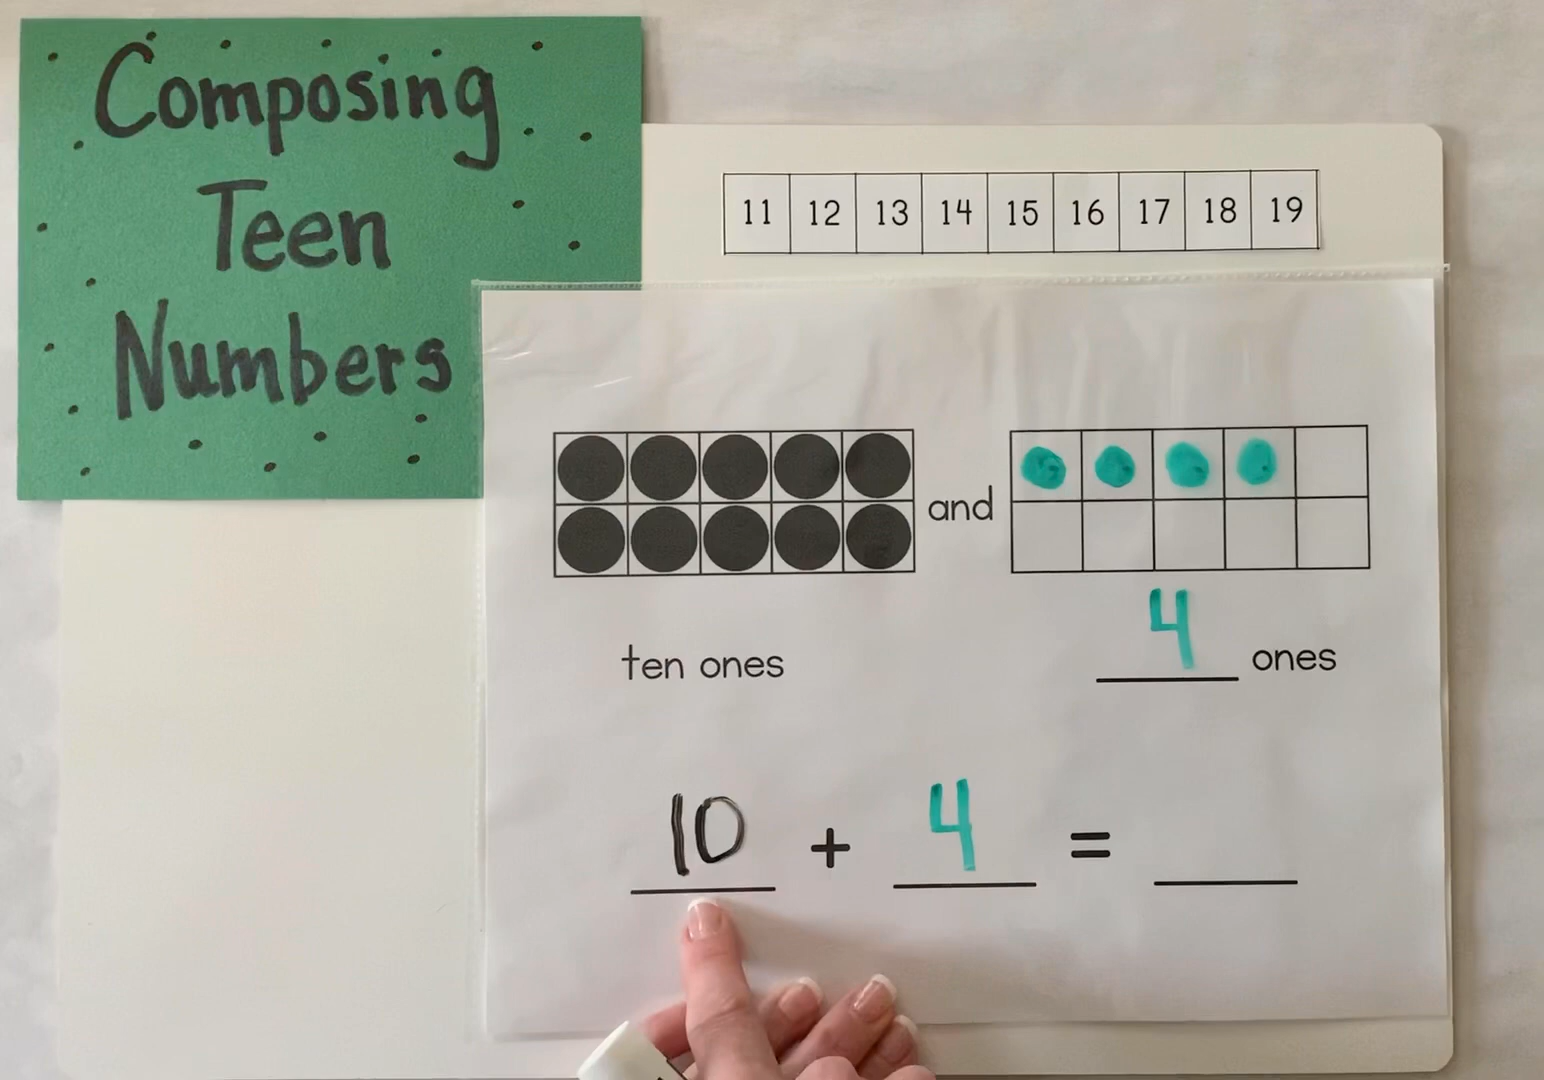 Composing
Teen
Numbers
11 12 13 14 15 16 17 18 19
and
4
ten ones
ones
10 + 4 =